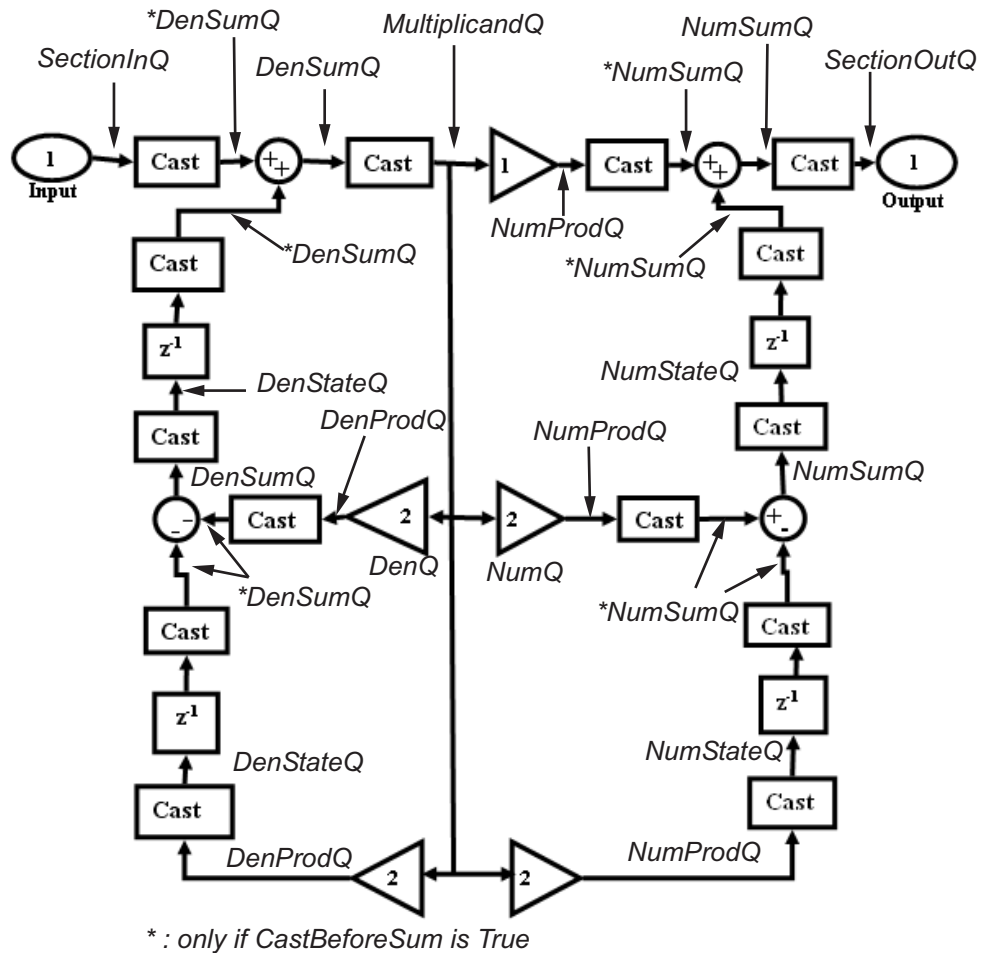 *DenSumQ
MultiplicandQ
NumSumQ
SectionInQ
DenSumQ
*NumSumQ
SectionOutQ
1
Cast
++
Cast
1
Cast
++
Cast
1
Input
Output
NumProdQ
*DenSumQ
*NumSumQ
Cast
Cast
z-1
z-1
DenStateQ
NumStateQ
DenProdQ
NumProdQ
Cast
Cast
DenSumQ
NumSumQ
--
Cast
2
2
Cast
+-
DenQ
NumQ
*DenSumQ
*NumSumQ
Cast
Cast
z-1
z-1
DenStateQ
NumStateQ
Cast
Cast
DenProdQ
NumProdQ
2
2
* : only if CastBeforeSum is True